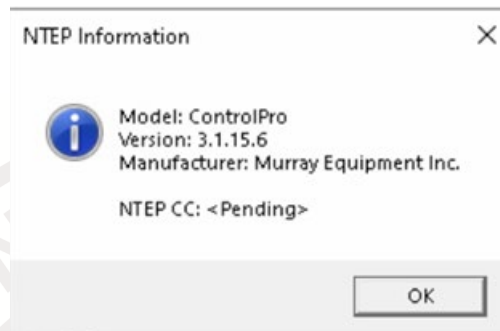 NTEP Information
Model: ControlPro
Version: 3.1.15.6
Manufacturer: Murray Equipment Inc.
NTEP CC: <Pending>
OK